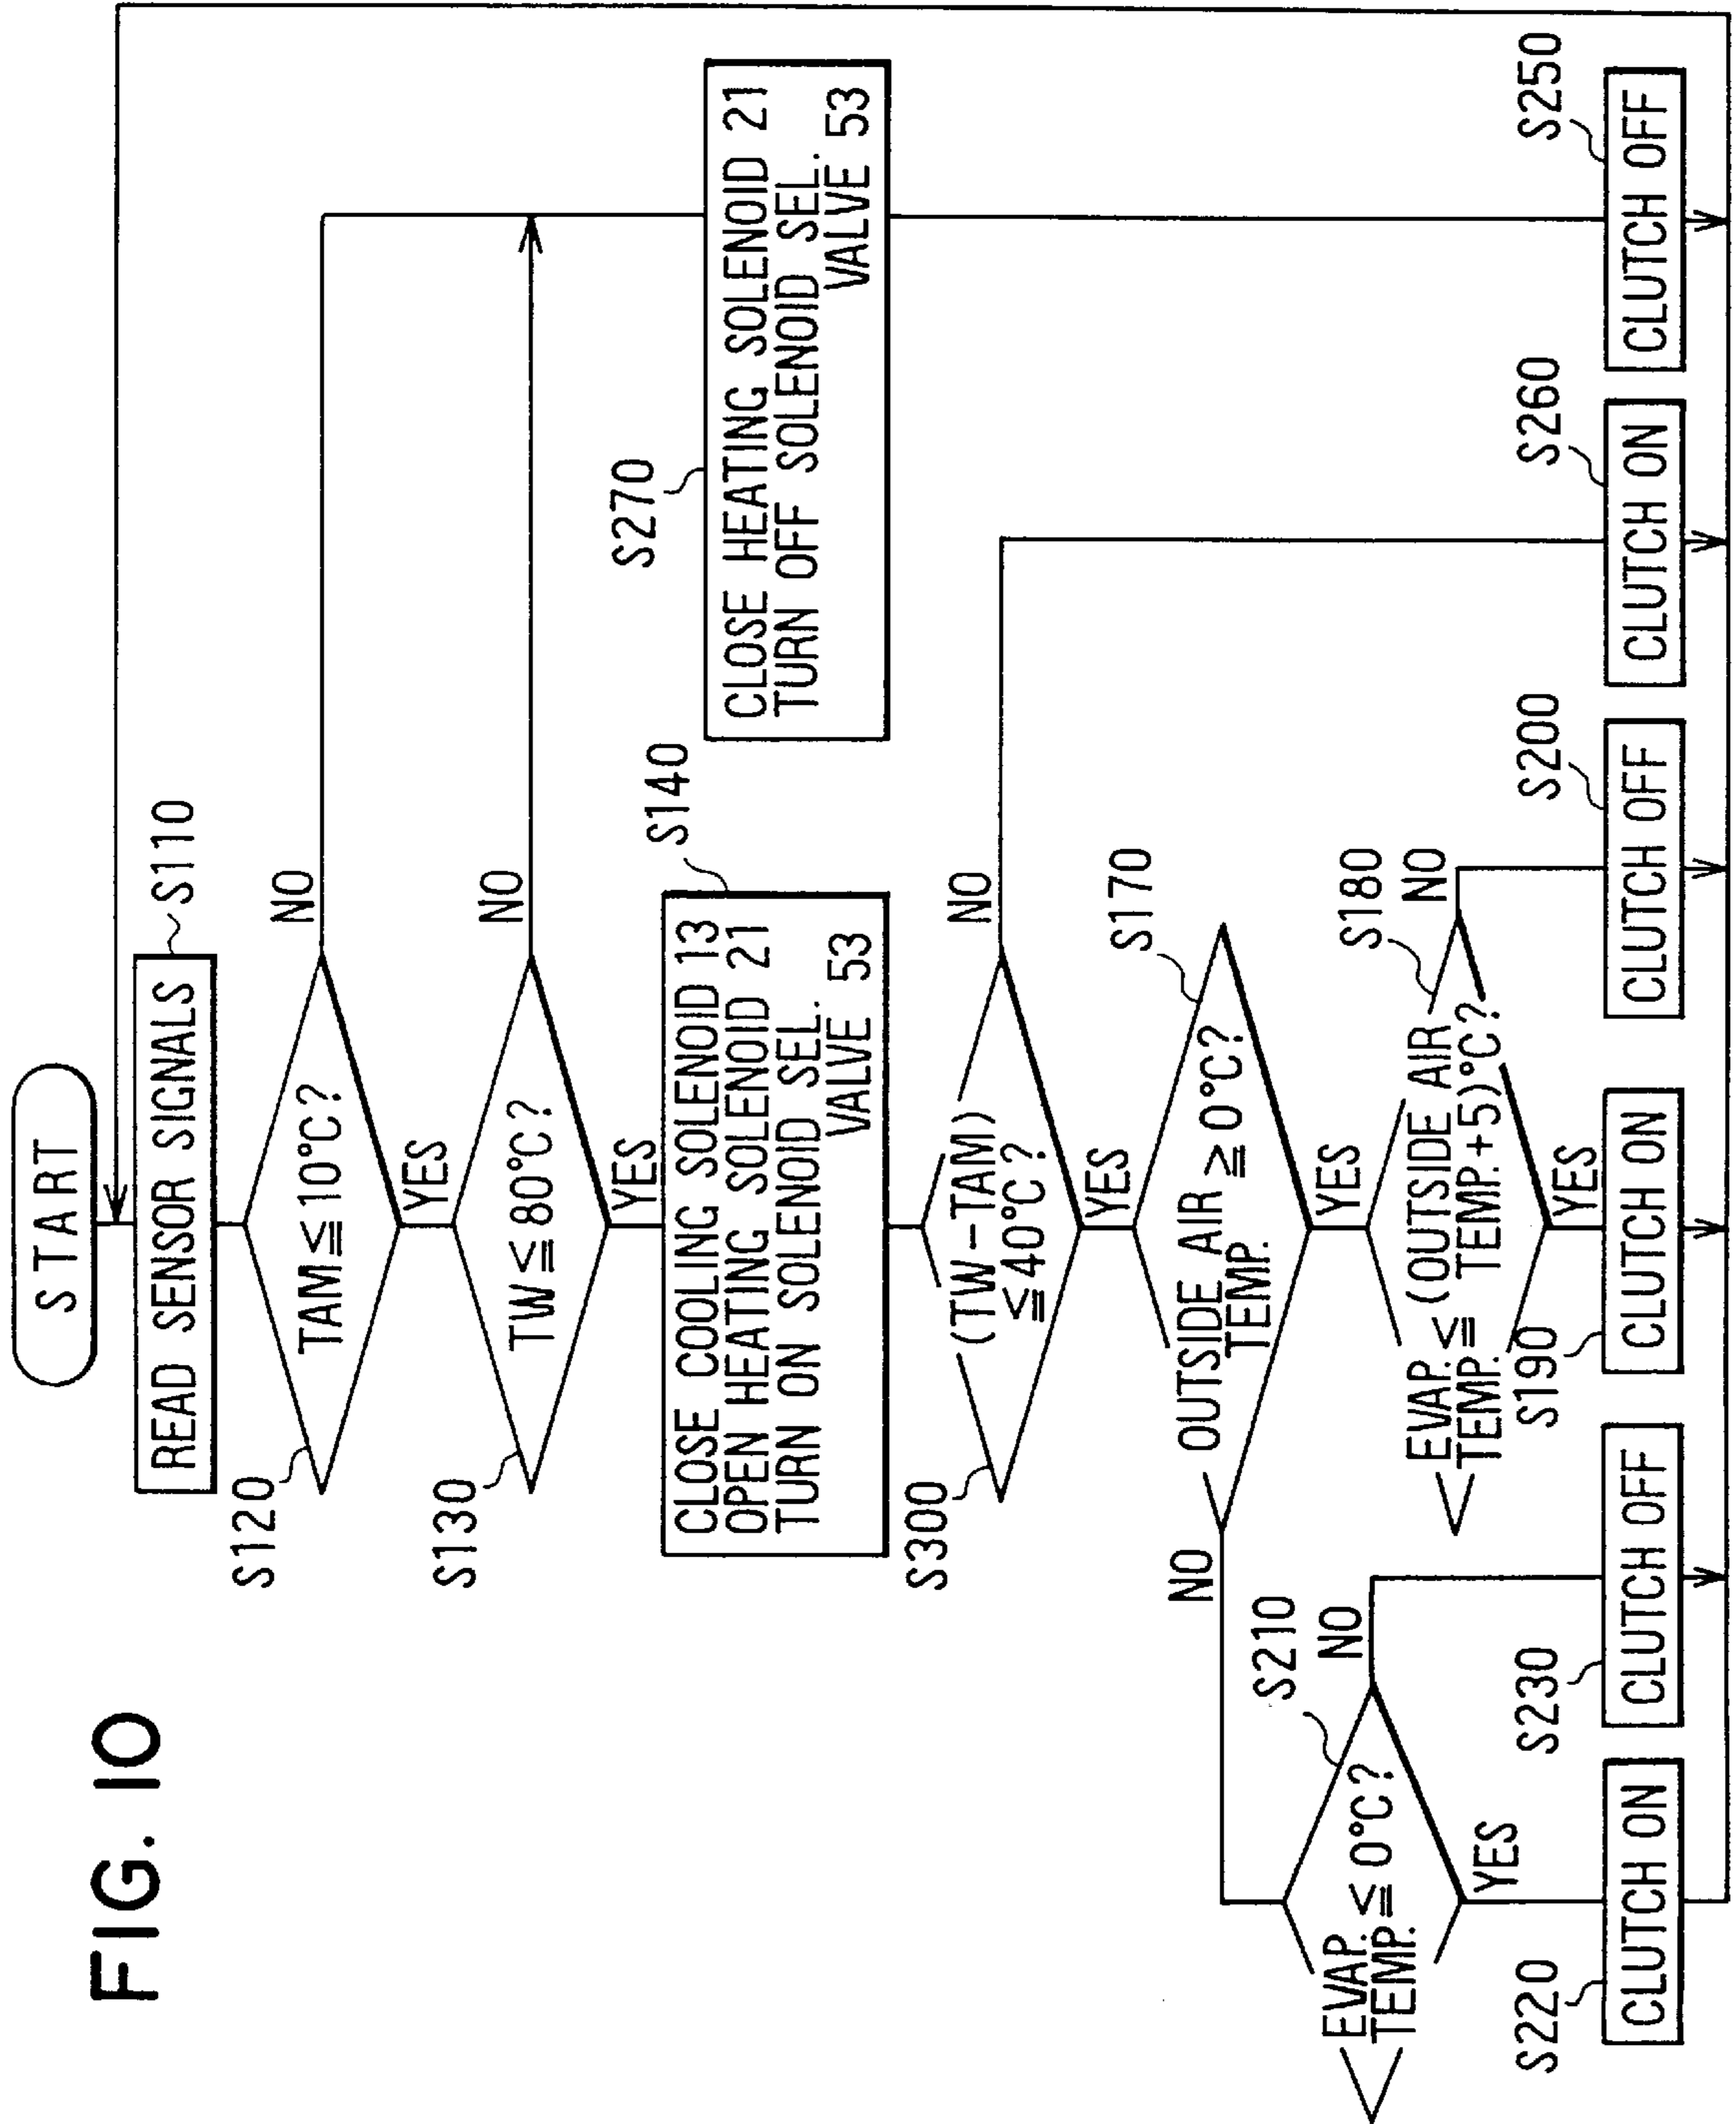 FIG. 10
START
READ SENSOR SIGNALS
S110
S120
TAM ≦ 10°C?
NO
YES
S130
TW ≦ 80°C?
NO
YES
CLOSE COOLING SOLENOID 13
OPEN HEATING SOLENOID 21
TURN ON SOLENOID SEL.
VALVE 53
S140
S270
CLOSE HEATING SOLENOID 21
TURN OFF SOLENOID SEL.
VALVE 53
S300
(TW-TAM)
≦ 40°C?
NO
YES
S170
OUTSIDE AIR ≧ 0°C?
TEMP.
NO
YES
S210
EVAP.
TEMP. ≦ 0°C?
NO
YES
S180
EVAP. ≦ (OUTSIDE AIR
TEMP. ≦ TEMP.+5)°C?
NO
YES
S220
CLUTCH ON
S230
CLUTCH OFF
S190
CLUTCH ON
S200
CLUTCH OFF
S260
CLUTCH ON
S250
CLUTCH OFF